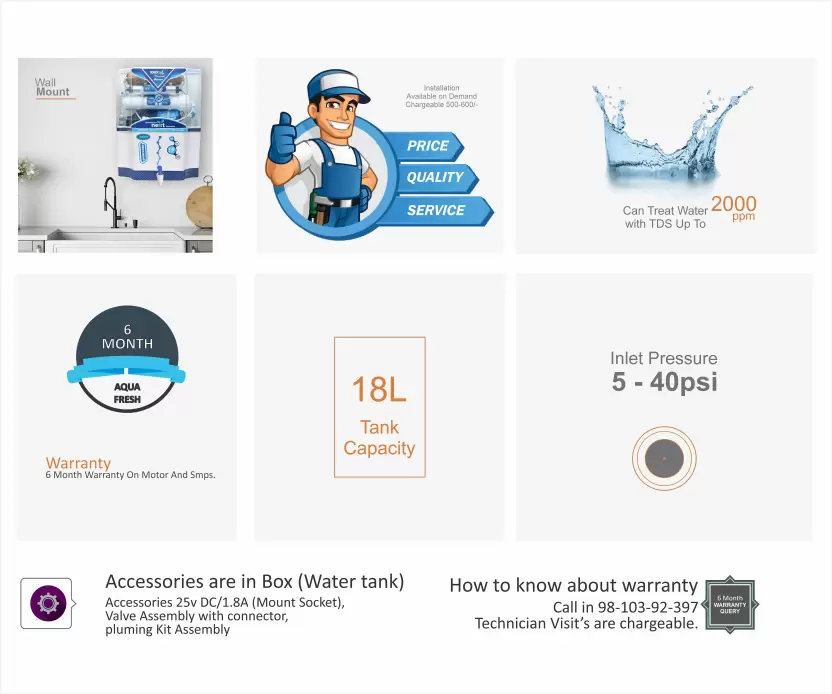 Wall
Mount
Installation
Available on Demand
Chargeable 500-600/-
PRICE
QUALITY
SERVICE
Can Treat Water 2000
ppm
with TDS Up To
6
MONTH
AQUA
FRESH
Warranty
6 Month Warranty On Motor And Smps.
18L
Tank
Capacity
Inlet Pressure
5 - 40psi
Accessories are in Box (Water tank)
Accessories 25v DC/1.8A (Mount Socket),
Valve Assembly with connector,
pluming Kit Assembly
How to know about warranty
Call in 98-103-92-397
Technician Visit's are chargeable.
6 Month
WARRANTY
QUERY